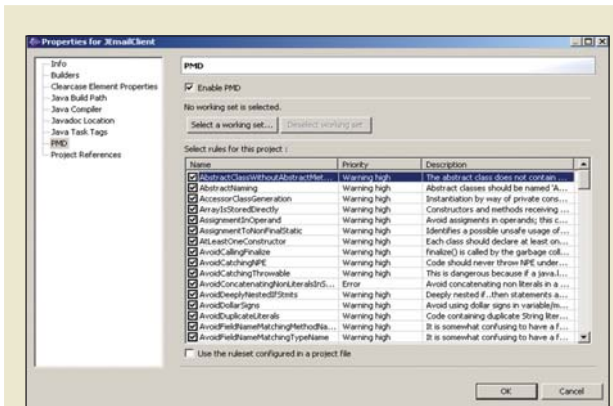 Properties for JEmailClient
Info
Builders
Clearcase Element Properties
Java Build Path
Java Compiler
Javadoc Location
Java Task Tags
PMD
Project References
PMD
Enable PMD
No working set is selected.
Select a working set... Deselect working set
Select rules for this project :
Name Priority Description
AbstractClassWithoutAbstractMet... Warning high The abstract class does not contain ...
AbstractNaming Warning high Abstract classes should be named 'A...
AccessorClassGeneration Warning high Instantiation by way of private cons...
ArrayIsStoredDirectly Warning high Constructors and methods receiving ...
AssignmentInOperand Warning high Avoid assigments in operands; this c...
AssignmentToNonFinalStatic Warning high Identifies a possible unsafe usage of...
AtLeastOneConstructor Warning high Each class should declare at least on...
AvoidCallingFinalize Warning high finalize() is called by the garbage coll...
AvoidCatchingNPE Warning high Code should never throw NPE under...
AvoidCatchingThrowable Warning high This is dangerous because if a java.l...
AvoidConcatenatingNonLiteralsInS... Error Avoid concatenating non literals in a ...
AvoidDeeplyNestedIfStmts Warning high Deeply nested if..then statements a...
AvoidDollarSigns Warning high Avoid using dollar signs in variable/m...
AvoidDuplicateLiterals Warning high Code containing duplicate String liter...
AvoidFieldNameMatchingMethodNa... Warning high It is somewhat confusing to have a f...
AvoidFieldNameMatchingTypeName Warning high It is somewhat confusing to have a f...
Use the ruleset configured in a project file
OK Cancel